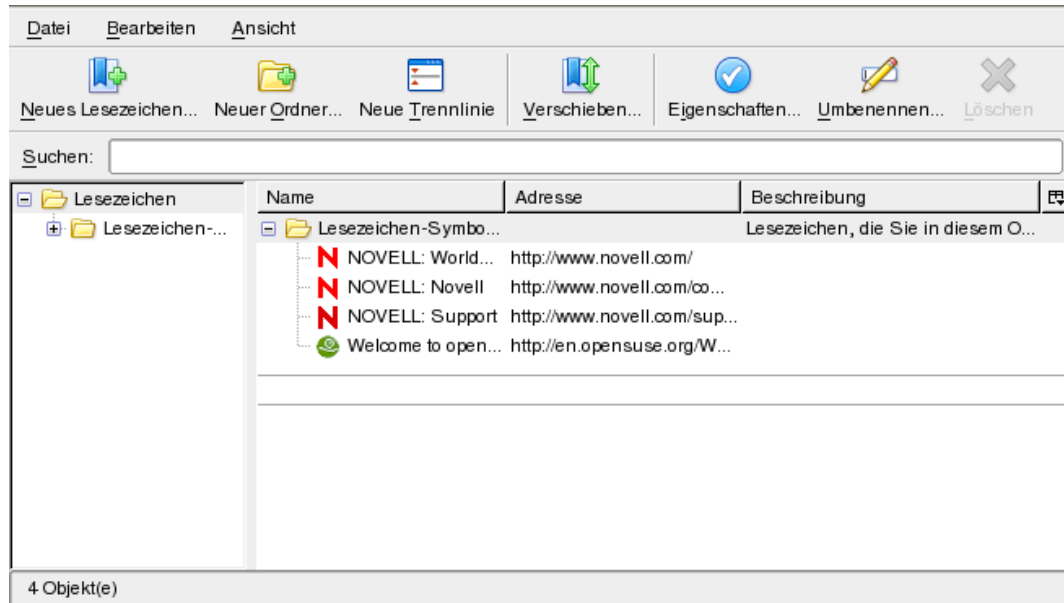 Datei Bearbeiten Ansicht
Neues Lesezeichen... Neuer Ordner... Neue Trennlinie Verschieben... Eigenschaften... Umbenennen... Löschen
Suchen:
Lesezeichen
Lesezeichen-...
Name Adresse Beschreibung
Lesezeichen-Symbo... Lesezeichen, die Sie in diesem O...
NOVELL: World... http://www.novell.com/
NOVELL: Novell http://www.novell.com/co...
NOVELL: Support http://www.novell.com/sup...
Welcome to open... http://en.opensuse.org/W...
4 Objekt(e)